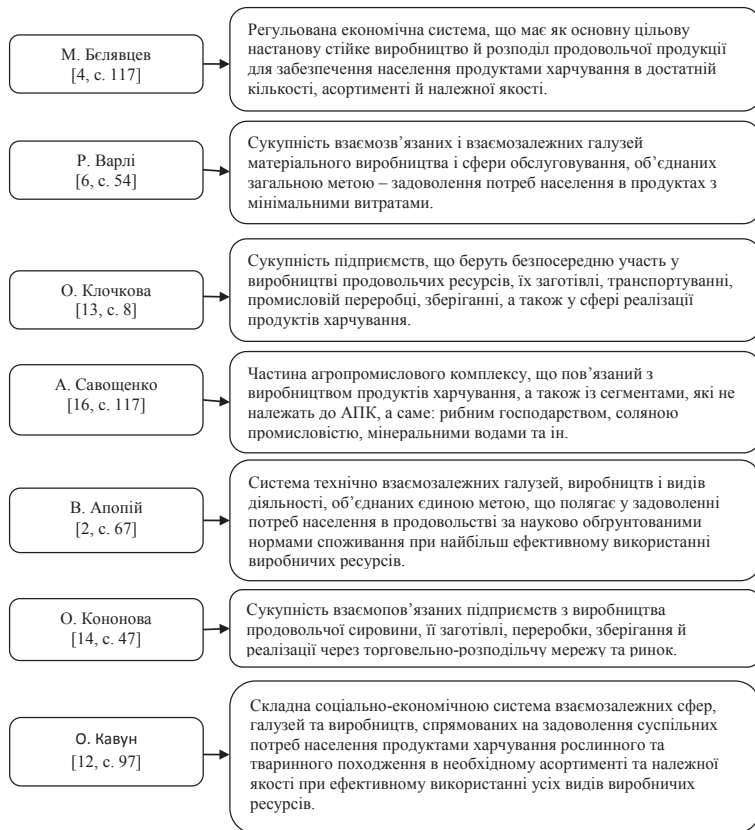 М. Бєлявцев
[4, с. 117]
Регульована економічна система, що має як основну цільову
настанову стійке виробництво й розподіл продовольчої продукції
для забезпечення населення продуктами харчування в достатній
кількості, асортименті й належної якості.
Р. Варлі
[6, с. 54]
Сукупність взаємозв’язаних і взаємозалежних галузей
матеріального виробництва і сфери обслуговування, об’єднаних
загальною метою – задоволення потреб населення в продуктах з
мінімальними витратами.
О. Клочкова
[13, с. 8]
Сукупність підприємств, що беруть безпосередню участь у
виробництві продовольчих ресурсів, їх заготівлі, транспортуванні,
промисловій переробці, зберіганні, а також у сфері реалізації
продуктів харчування.
А. Савощенко
[16, с. 117]
Частина агропромислового комплексу, що пов’язаний з
виробництвом продуктів харчування, а також із сегментами, які не
належать до АПК, а саме: рибним господарством, соляною
промисловістю, мінеральними водами та ін.
В. Апопій
[2, с. 67]
Система технічно взаємозалежних галузей, виробництв і видів
діяльності, об’єднаних єдиною метою, що полягає у задоволенні
потреб населення в продовольстві за науково обґрунтованими
нормами споживання при найбільш ефективному використанні
виробничих ресурсів.
О. Кононова
[14, с. 47]
Сукупність взаємопов’язаних підприємств з виробництва
продовольчої сировини, її заготівлі, переробки, зберігання й
реалізації через торговельно-розподільчу мережу та ринок.
О. Кавун
[12, с. 97]
Складна соціально-економічною система взаємозалежних сфер,
галузей та виробництв, спрямованих на задоволення суспільних
потреб населення продуктами харчування рослинного та
тваринного походження в необхідному асортименті та належної
якості при ефективному використанні усіх видів виробничих
ресурсів.